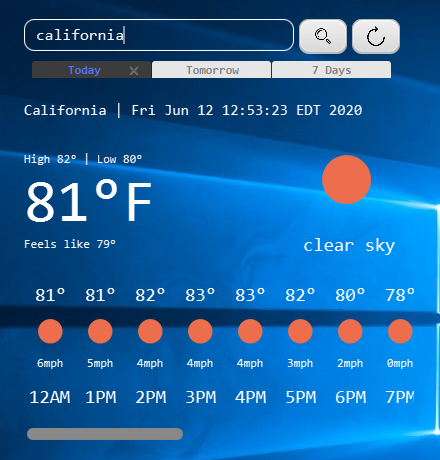 california
Today × Tomorrow 7 Days
California | Fri Jun 12 12:53:23 EDT 2020
High 82° | Low 80°
81°F
Feels like 79°
clear sky
81° 81° 82° 83° 83° 82° 80° 78°
6mph 5mph 4mph 4mph 4mph 3mph 2mph 0mph
12AM 1PM 2PM 3PM 4PM 5PM 6PM 7PM